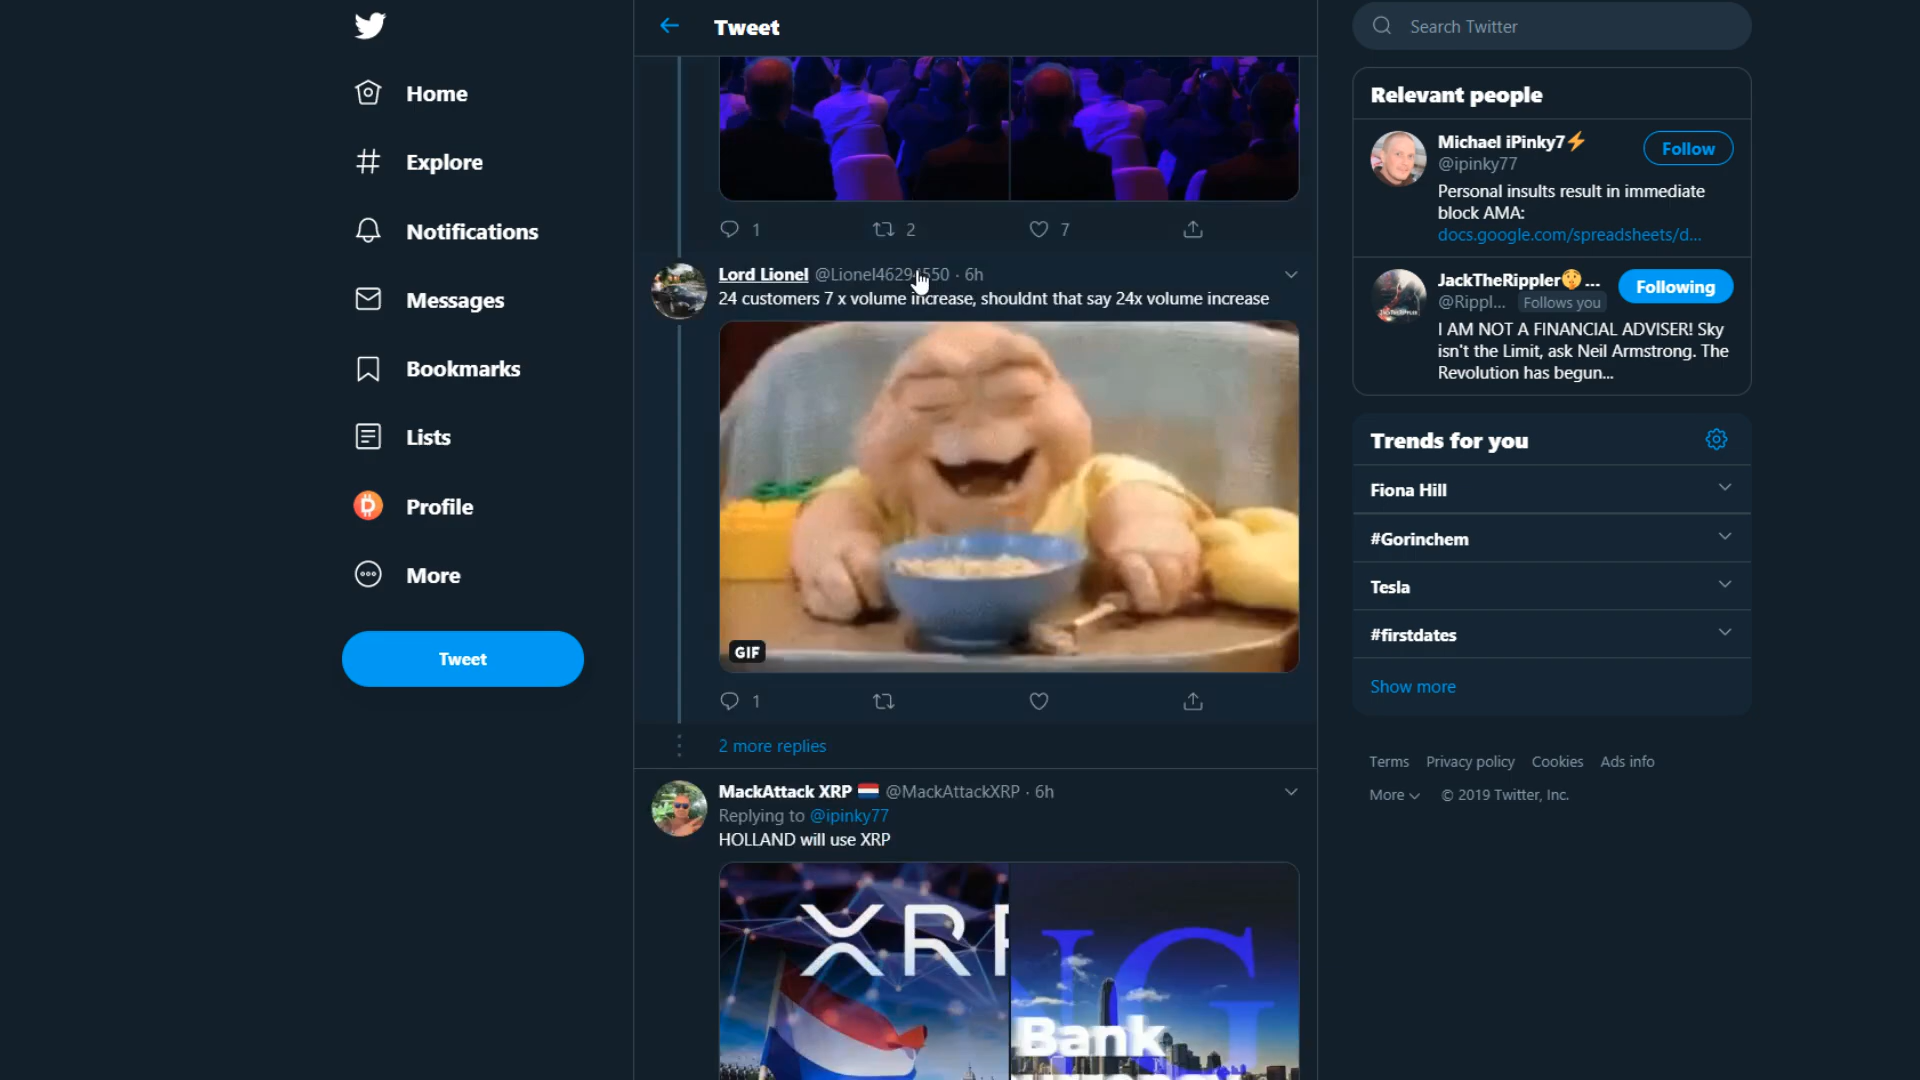 Home
Explore
Notifications
Messages
Bookmarks
Lists
Profile
More
Tweet
Tweet
1
2
7
Lord Lionel · 6h
24 customers 7 x volume increase, shouldnt that say 24x volume increase
GIF
1
2 more replies
MackAttack XRP @MackAttackXRP · 6h
Replying to @ipinky77
HOLLAND will use XRP
XR
NG
Bank
Search Twitter
Relevant people
Michael iPinky7⚡
@ipinky77
Follow
Personal insults result in immediate
block AMA:
docs.google.com/spreadsheets/d...
JackTheRippler🤫 ...
@Rippl... Follows you
Following
I AM NOT A FINANCIAL ADVISER! Sky
isn't the Limit, ask Neil Armstrong. The
Revolution has begun...
Trends for you
Fiona Hill
#Gorinchem
Tesla
#firstdates
Show more
Terms Privacy policy Cookies Ads info
More © 2019 Twitter, Inc.